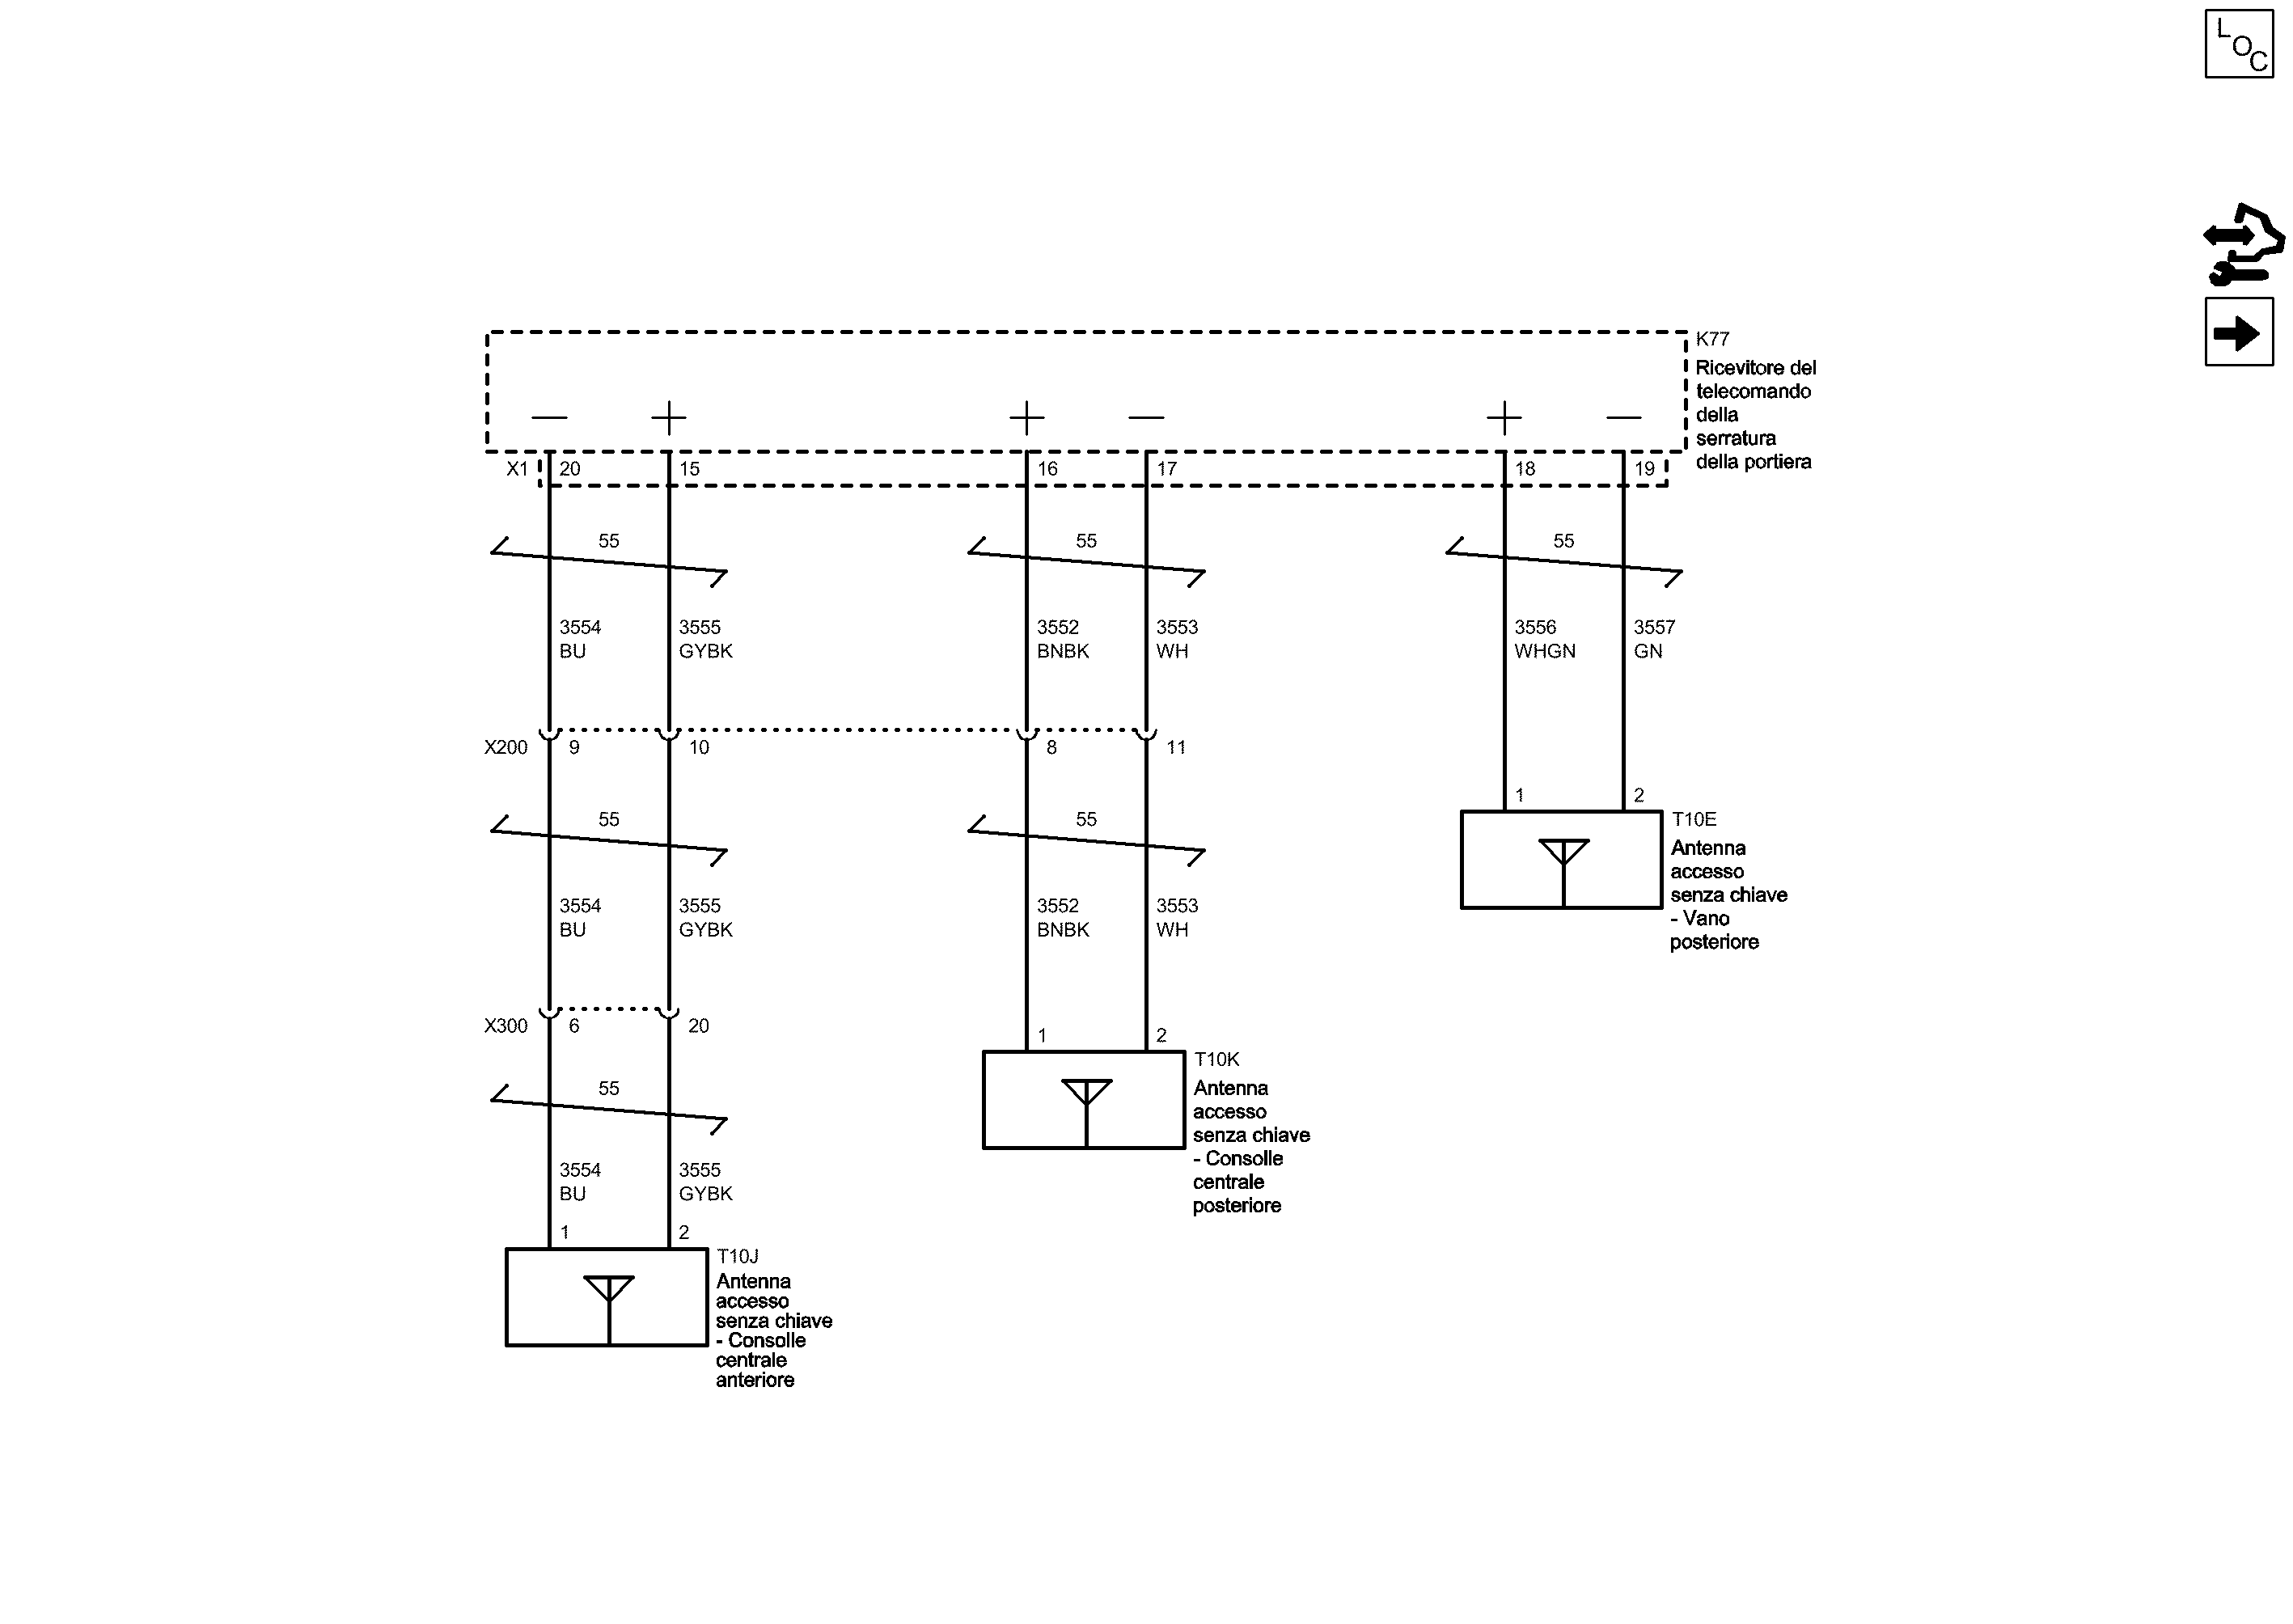 LOC
K77
Ricevitore del
telecomando
della
serratura
della portiera
X1
20
15
16
17
18
19
55
55
55
3554
BU
3555
GYBK
3552
BNBK
3553
WH
3556
WHGN
3557
GN
X200
9
10
8
11
55
55
1
2
T10E
Antenna
accesso
senza chiave
- Vano
posteriore
3554
BU
3555
GYBK
3552
BNBK
3553
WH
X300
6
20
1
2
T10K
Antenna
accesso
senza chiave
- Consolle
centrale
posteriore
55
3554
BU
3555
GYBK
1
2
T10J
Antenna
accesso
senza chiave
- Consolle
centrale
anteriore